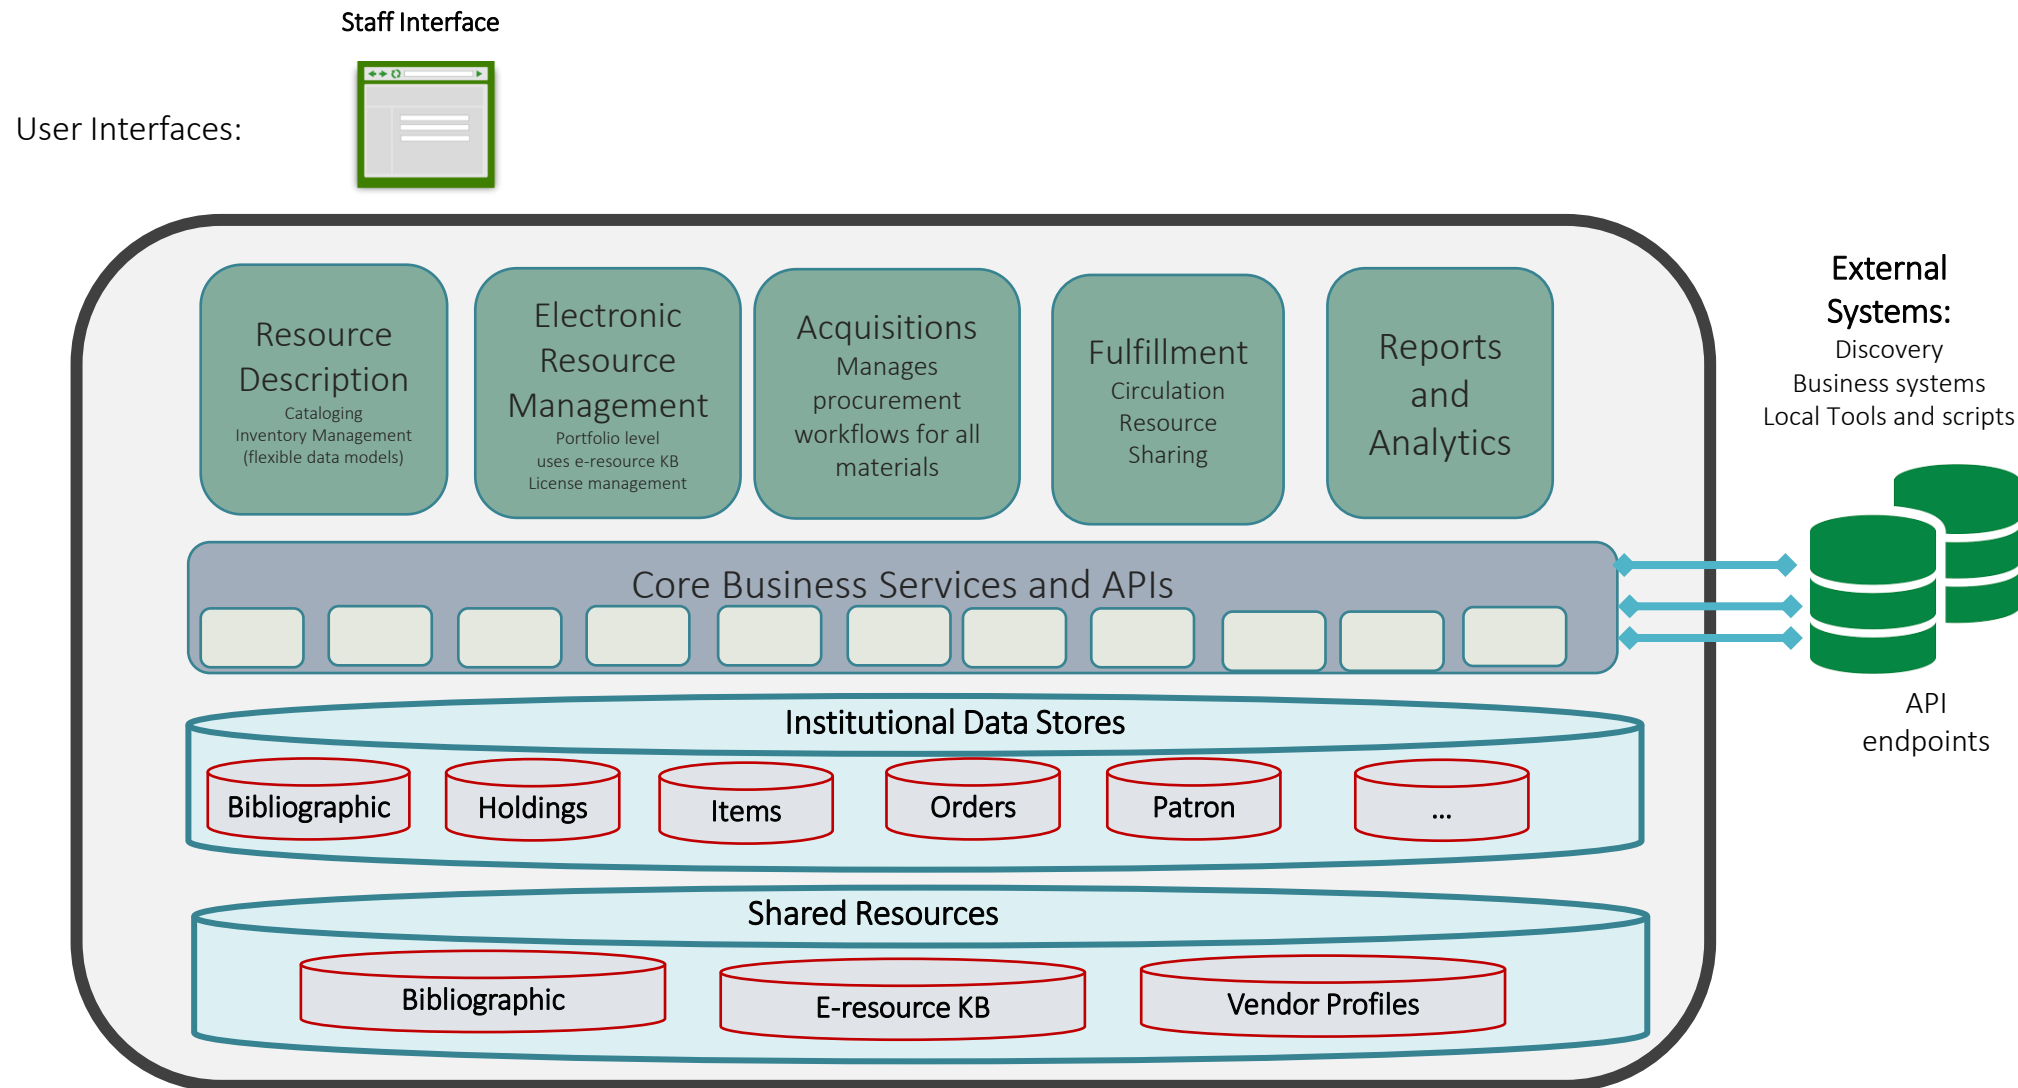 Staff Interface
User Interfaces:
Resource
Description
Cataloging
Inventory Management
(flexible data models)
Electronic
Resource
Management
Portfolio level
uses e-resource KB
License management
Acquisitions
Manages
procurement
workflows for all
materials
Fulfillment
Circulation
Resource
Sharing
Reports
and
Analytics
External
Systems:
Discovery
Business systems
Local Tools and scripts
Core Business Services and APIs
API
endpoints
Institutional Data Stores
Bibliographic
Holdings
Items
Orders
Patron
...
Shared Resources
Bibliographic
E-resource KB
Vendor Profiles